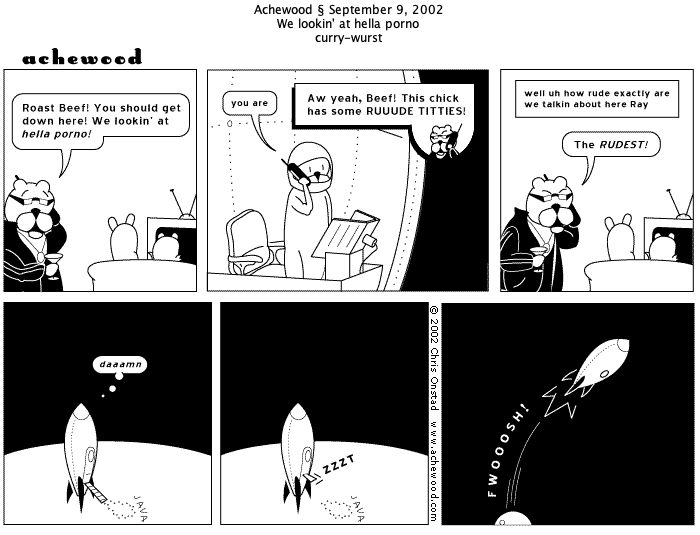 Achewood § September 9, 2002
We lookin' at hella porno
curry-wurst
achewood
Roast Beef! You should get
down here! We lookin' at
hella porno!
you are
Aw yeah, Beef! This chick
has some RUUUDE TITTIES!
well uh how rude exactly are
we talkin about here Ray
The RUDEST!
daaamn
JAVA
ZZZT
JAVA
© 2002 Chris Onstad www.achewood.com
FWOOOSH!